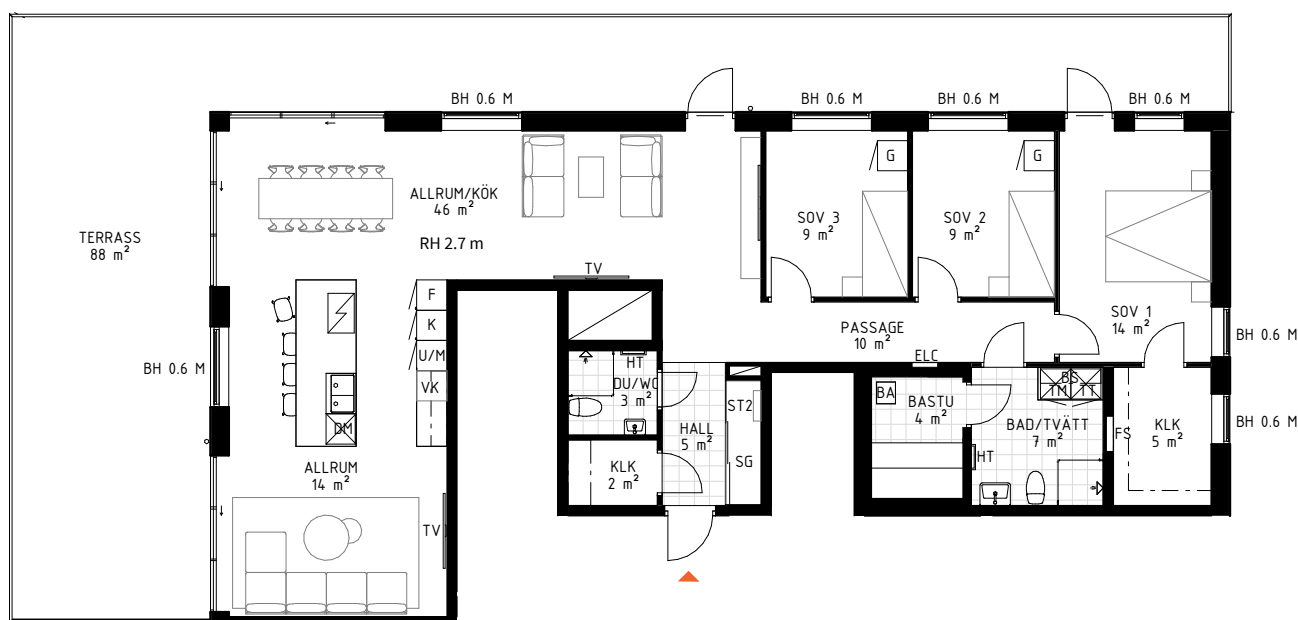 BH 0.6 M
BH 0.6 M
BH 0.6 M
BH 0.6 M
G
G
ALLRUM/KÖK
46 m²
RH 2.7 m
SOV 3
9 m²
SOV 2
9 m²
TERRASS
88 m²
TV
F
K
U/M
VK
DM
SOV 1
14 m²
PASSAGE
10 m²
BH 0.6 M
BH 0.6 M
ELC
HT
DU/WC
3 m²
BS
TM
TT
BA
BASTU
4 m²
ST2
HALL
5 m²
BAD/TVÄTT
7 m²
FS
KLK
5 m²
BH 0.6 M
HT
SG
KLK
2 m²
ALLRUM
14 m²
TV